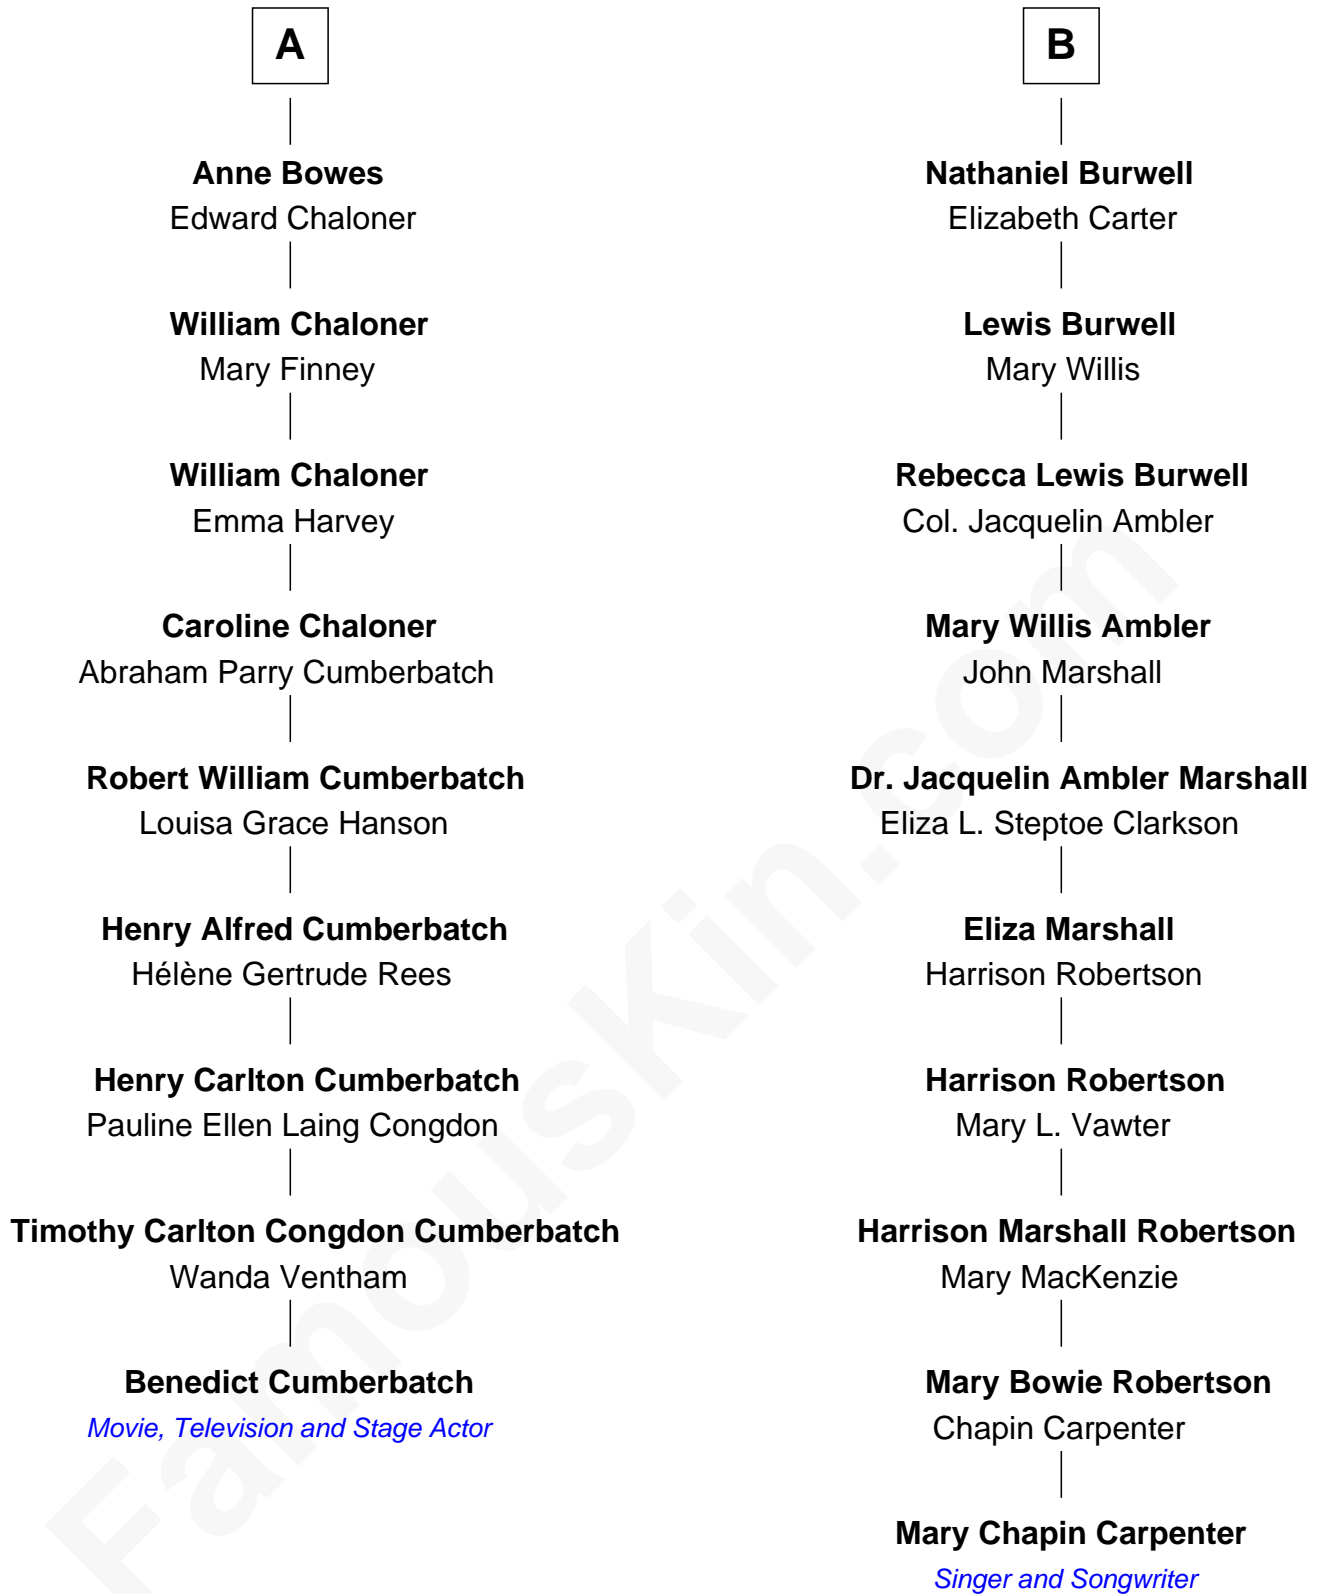 A
Anne Bowes
Edward Chaloner
William Chaloner
Mary Finney
William Chaloner
Emma Harvey
Caroline Chaloner
Abraham Parry Cumberbatch
Robert William Cumberbatch
Louisa Grace Hanson
Henry Alfred Cumberbatch
Hélène Gertrude Rees
Henry Carlton Cumberbatch
Pauline Ellen Laing Congdon
Timothy Carlton Congdon Cumberbatch
Wanda Ventham
Benedict Cumberbatch
Movie, Television and Stage Actor
B
Nathaniel Burwell
Elizabeth Carter
Lewis Burwell
Mary Willis
Rebecca Lewis Burwell
Col. Jacquelin Ambler
Mary Willis Ambler
John Marshall
Dr. Jacquelin Ambler Marshall
Eliza L. Steptoe Clarkson
Eliza Marshall
Harrison Robertson
Harrison Robertson
Mary L. Vawter
Harrison Marshall Robertson
Mary MacKenzie
Mary Bowie Robertson
Chapin Carpenter
Mary Chapin Carpenter
Singer and Songwriter
FamousKin.com